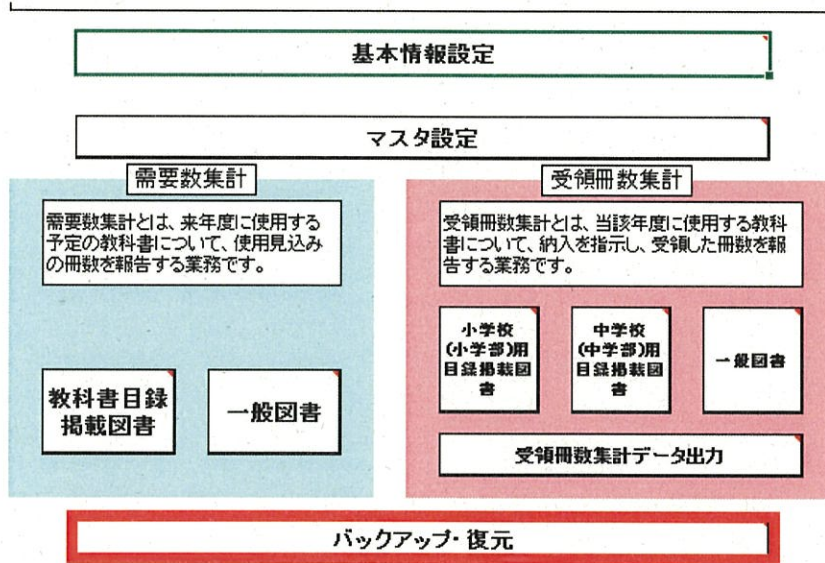 基本情報設定
マスタ設定
需要数集計
需要数集計とは、来年度に使用する
予定の教科書について、使用見込み
の冊数を報告する業務です。
教科書目録
掲載図書
一般図書
受領冊数集計
受領冊数集計とは、当該年度に使用する教科
書について、納入を指示し、受領した冊数を報
告する業務です。
小学校
(小学部)用
目録掲載図
書
中学校
(中学部)用
目録掲載図
書
一般図書
受領冊数集計データ出力
バックアップ・復元